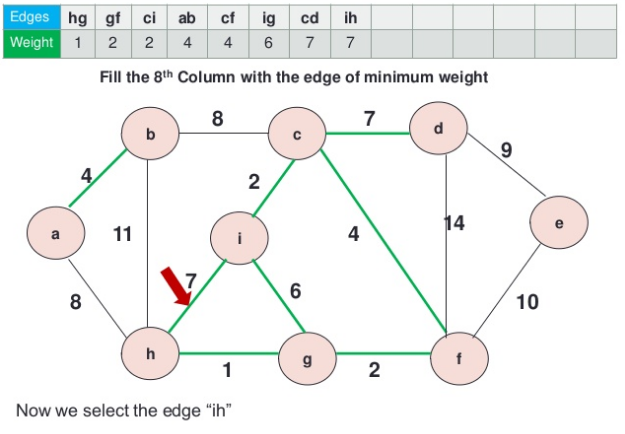 Edges hg gf ci ab cf ig cd ih
Weight 1 2 2 4 4 6 7 7
Fill the 8th Column with the edge of minimum weight
8 7
b c d
9
4
2
a 11 i 4 14 e
7
8 6 10
h g f
1 2
Now we select the edge “ih”